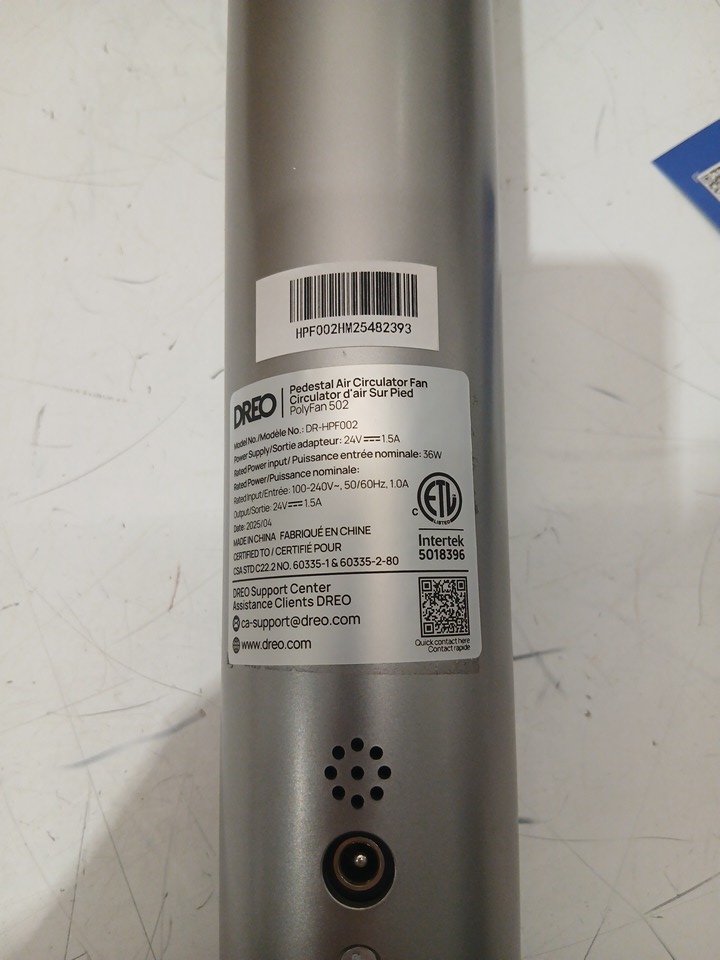 HPF002HM25482393
DREO
Pedestal Air Circulator Fan
Circulator d'air Sur Pied
PolyFan 502
Model No./Modèle No.: DR-HPF002
Power Supply/Sortie adapteur: 24V⎓1.5A
Rated Power input/ Puissance entrée nominale: 36W
Rated Power/Puissance nominale:
Rated Input/Entrée: 100-240V~, 50/60Hz, 1.0A
Output/Sortie: 24V⎓1.5A
Date: 2025/04
MADE IN CHINA FABRIQUÉ EN CHINE
CERTIFIED TO / CERTIFIÉ POUR
CSA STD C22.2 NO. 60335-1 & 60335-2-80
C ETL LISTED
Intertek
5018396
DREO Support Center
Assistance Clients DREO
ca-support@dreo.com
www.dreo.com
Quick contact here
Contact rapide